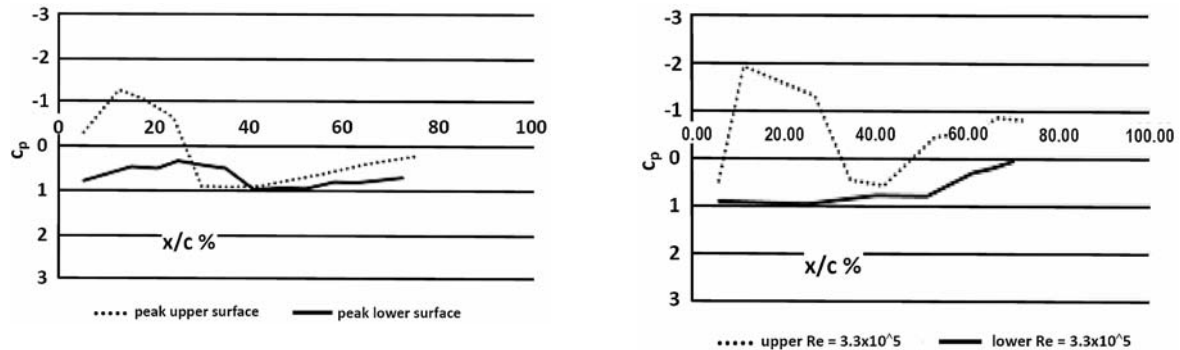 -3
-2
-1
0 20 40 60 80 100
0
1
2
3
Cp
x/c %
peak upper surface peak lower surface
-3
-2
-1
0.00 20.00 40.00 60.00 80.00 100.00
0
1
2
3
Cp
x/c %
upper Re = 3.3x10^5 lower Re = 3.3x10^5